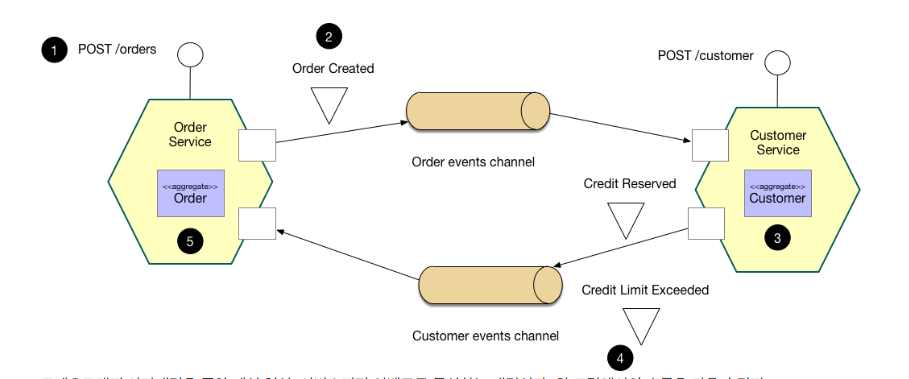 1 POST /orders
2
Order Created
POST /customer
Order
Service
Customer
Service
Order events channel
Credit Reserved
<<aggregate>>
Order
<<aggregate>>
Customer
5
3
Credit Limit Exceeded
Customer events channel
4